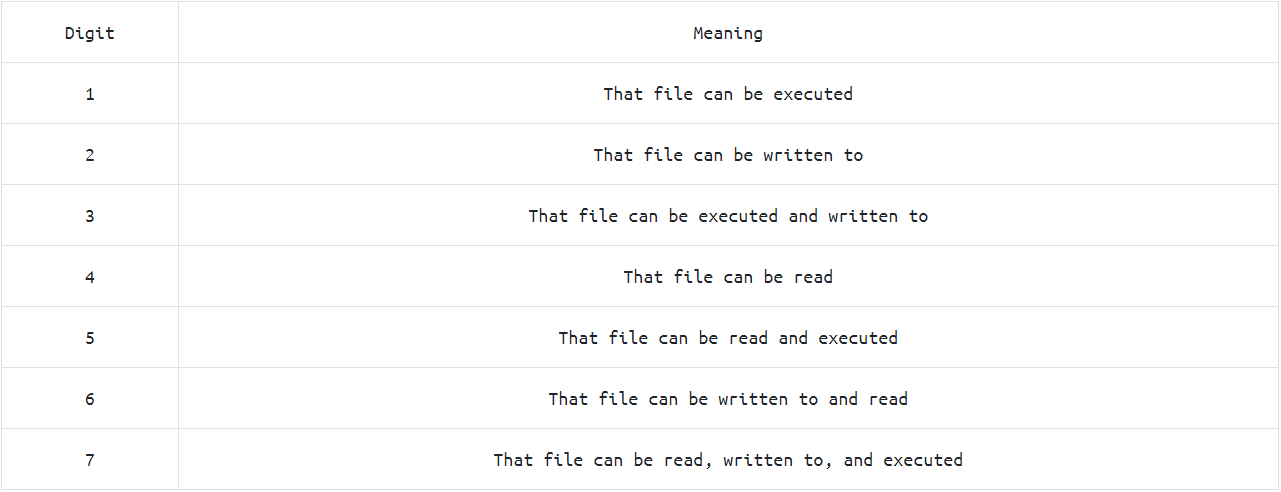 Digit Meaning
1 That file can be executed
2 That file can be written to
3 That file can be executed and written to
4 That file can be read
5 That file can be read and executed
6 That file can be written to and read
7 That file can be read, written to, and executed